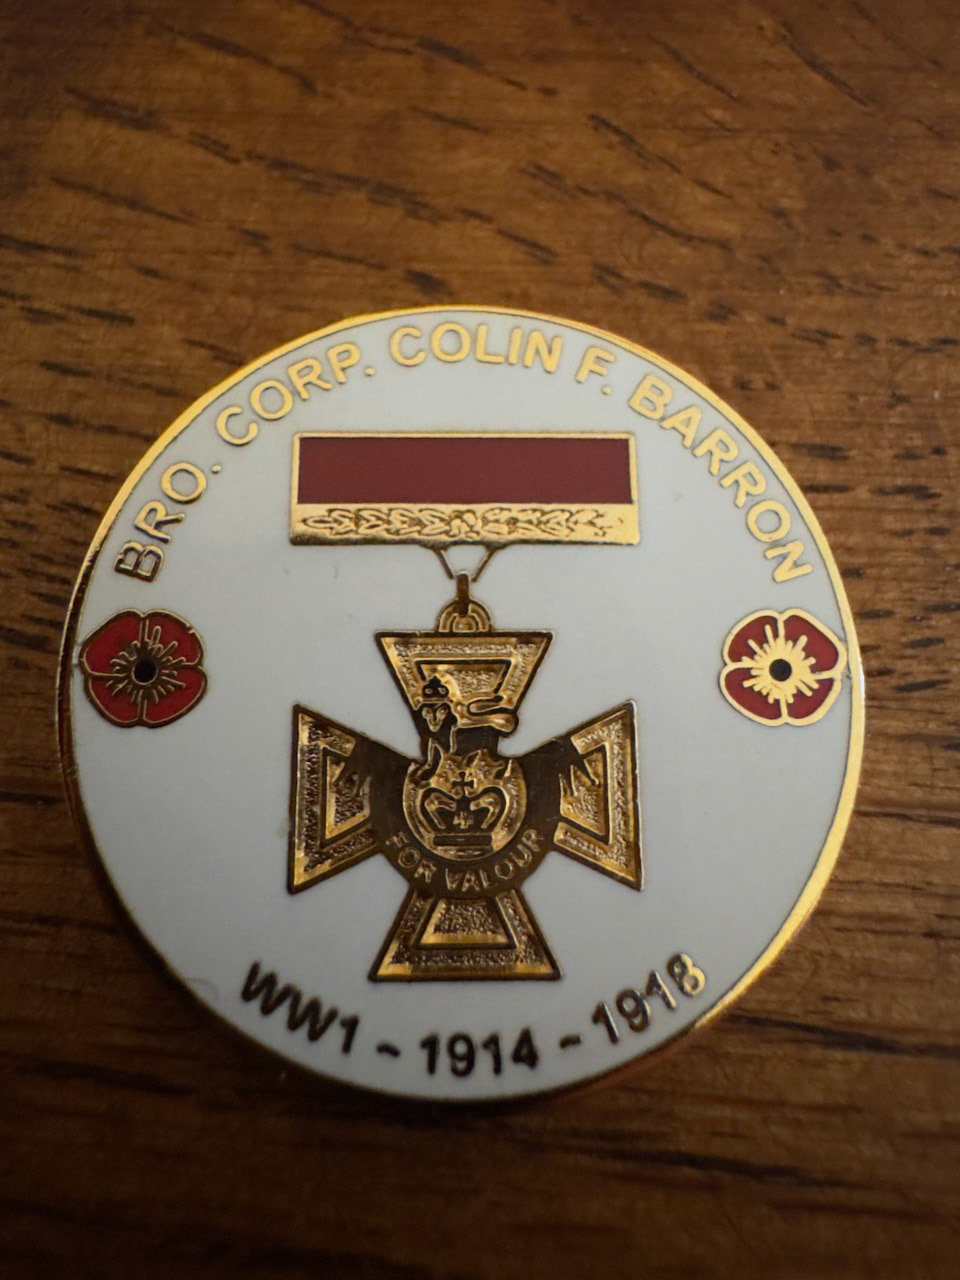 BRO. CORP. COLIN F. BARRON
FOR VALOUR
WW1 - 1914 - 1918